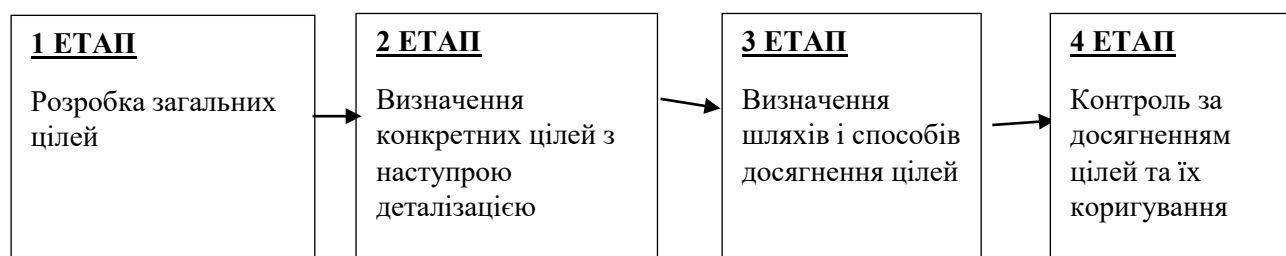 1 ЕТАП
Розробка загальних
цілей
2 ЕТАП
Визначення
конкретних цілей з
наступрою
деталізацією
3 ЕТАП
Визначення
шляхів і способів
досягнення цілей
4 ЕТАП
Контроль за
досягненням
цілей та їх
коригування